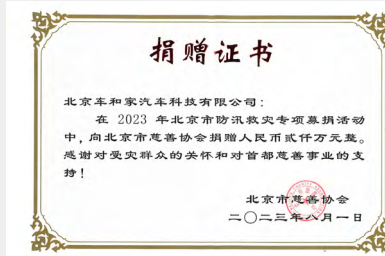 捐赠证书
北京车和家汽车科技有限公司：
在 2023 年北京市防汛救灾专项募捐活动
中，向北京市慈善协会捐赠人民币贰仟万元整。
感谢对受灾群众的关怀和对首都慈善事业的支
持！
北京市慈善协会
二〇二三年八月一日